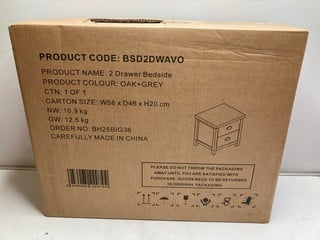 PRODUCT CODE: BSD2DWAVO
PRODUCT NAME: 2 Drawer Bedside
PRODUCT COLOUR: OAK+GREY
CTN: 1 OF 1
CARTON SIZE: W56 x D46 x H20 cm
NW: 10.9 kg
GW: 12.5 kg
ORDER NO: BH25BIG36
CAREFULLY MADE IN CHINA
PLEASE DO NOT THROW THE PACKAGING
AWAY UNTIL YOU ARE SATISFIED WITH
PURCHASE, SHOULD NEED TO BE RETURNED
IN ORIGINAL PACKAGING.